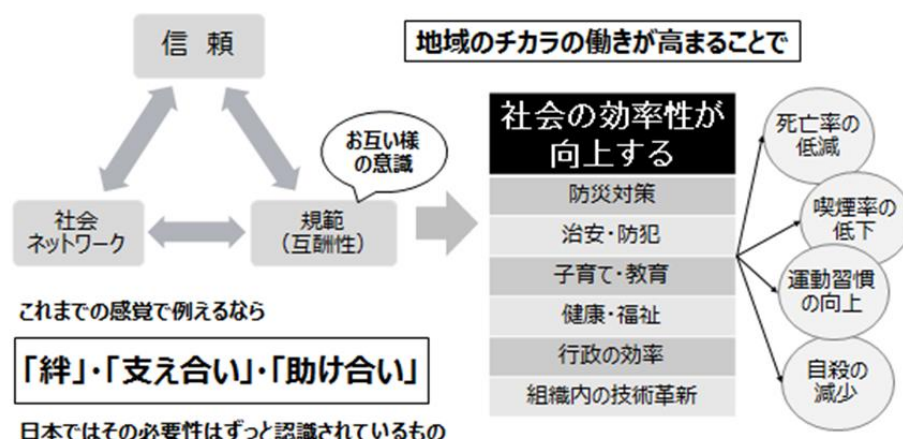 信 頼
社会
ネットワーク
規範
(互酬性)
お互い様
の意識
これまでの感覚で例えるなら
「絆」・「支え合い」・「助け合い」
日本ではその必要性はずっと認識されているもの
地域のチカラの働きが高まることで
社会の効率性が
向上する
防災対策
治安・防犯
子育て・教育
健康・福祉
行政の効率
組織内の技術革新
死亡率の
低減
喫煙率の
低下
運動習慣
の向上
自殺の
減少